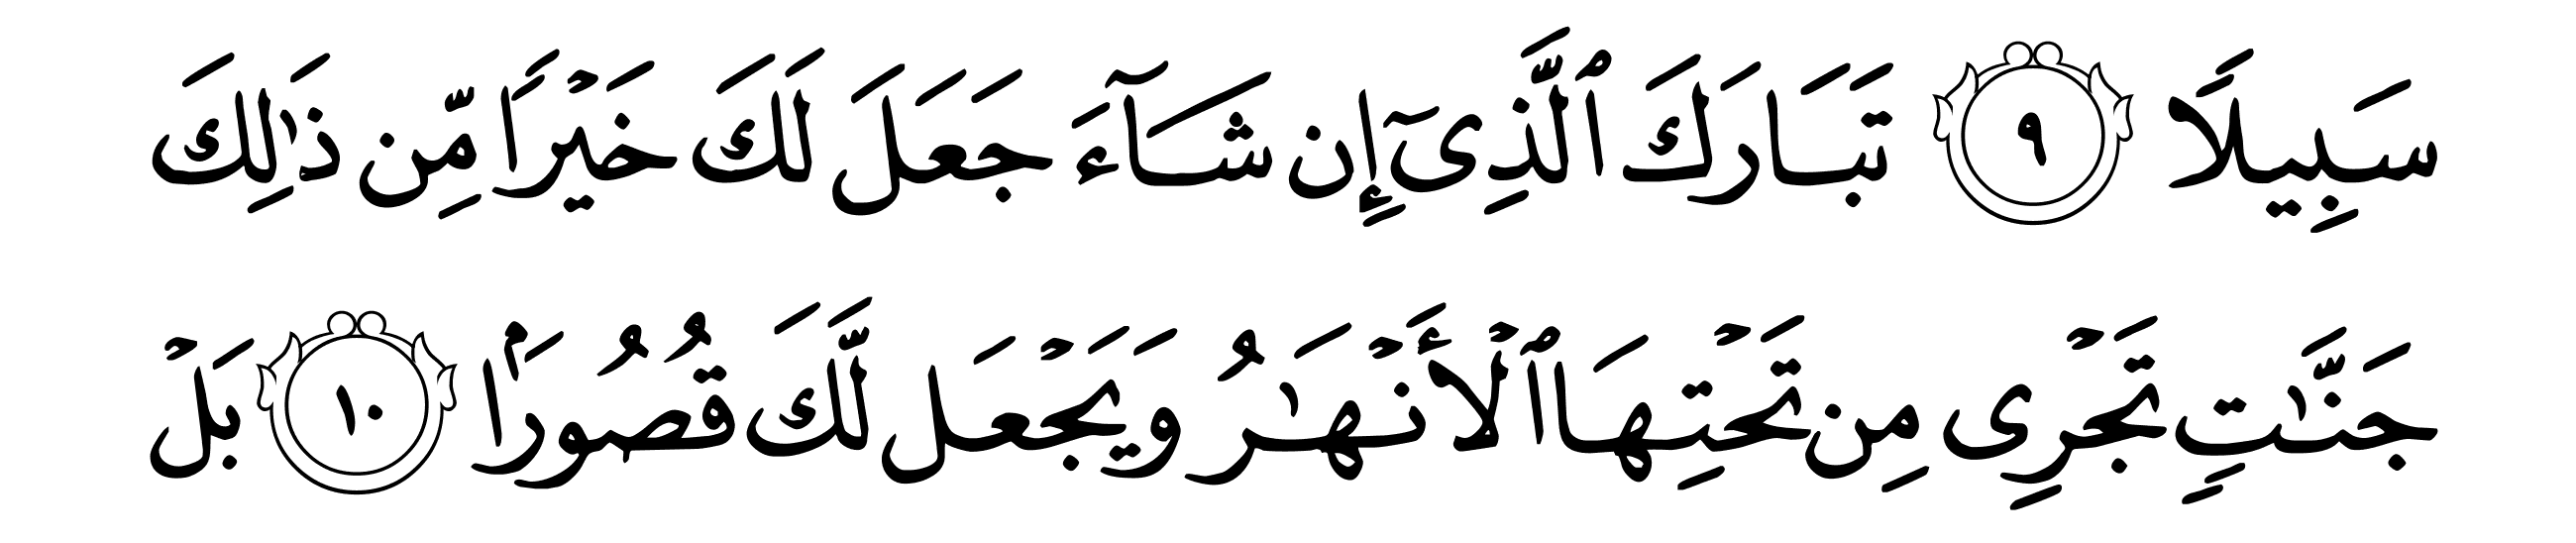 سَبِيلًا ٩ تَبَارَكَ ٱلَّذِىٓ إِن شَآءَ جَعَلَ لَكَ خَيْرًا مِّن ذَٰلِكَ
جَنَّـٰتٍ تَجْرِى مِن تَحْتِهَا ٱلْأَنْهَـٰرُ وَيَجْعَل لَّكَ قُصُورَۢا ١٠ بَلْ